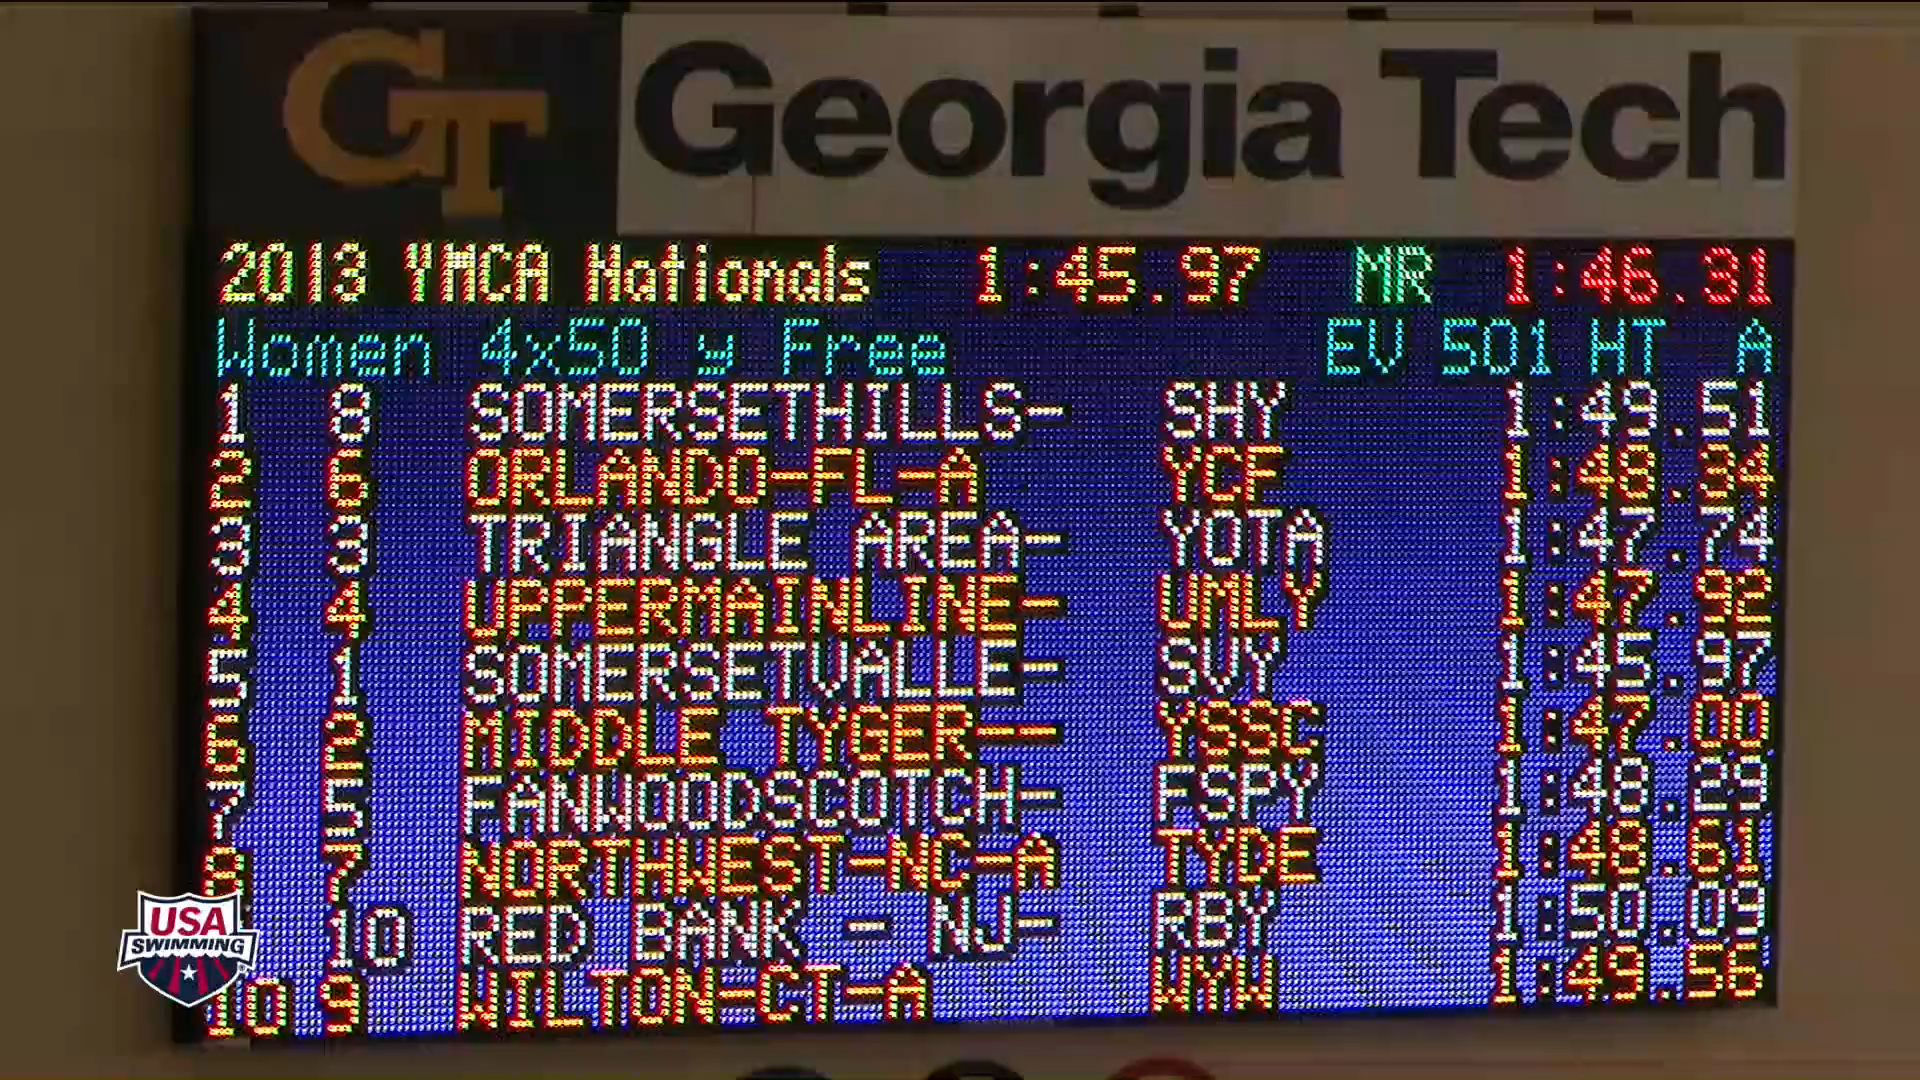 GT Georgia Tech
2013 YMCA Nationals 1:45.97 MR 1:46.31
Women 4x50 y Free EV 501 HT A
1 8 SOMERSETHILLS- SHY 1:49.51
2 6 ORLANDO-FL-A YCF 1:48.34
3 3 TRIANGLE AREA- YOTA 1:47.74
4 4 UPPERMAINLINE- UMLY 1:47.92
5 1 SOMERSETVALLE- SVY 1:45.97
6 2 MIDDLE TYGER-- YSSC 1:47.00
7 5 FANWOODSCOTCH- FSPY 1:48.29
8 7 NORTHWEST-NC-A TYDE 1:48.61
10 RED BANK - NJ- RBY 1:50.09
10 9 WILTON-CT-A WYW 1:49.56
USA
SWIMMING